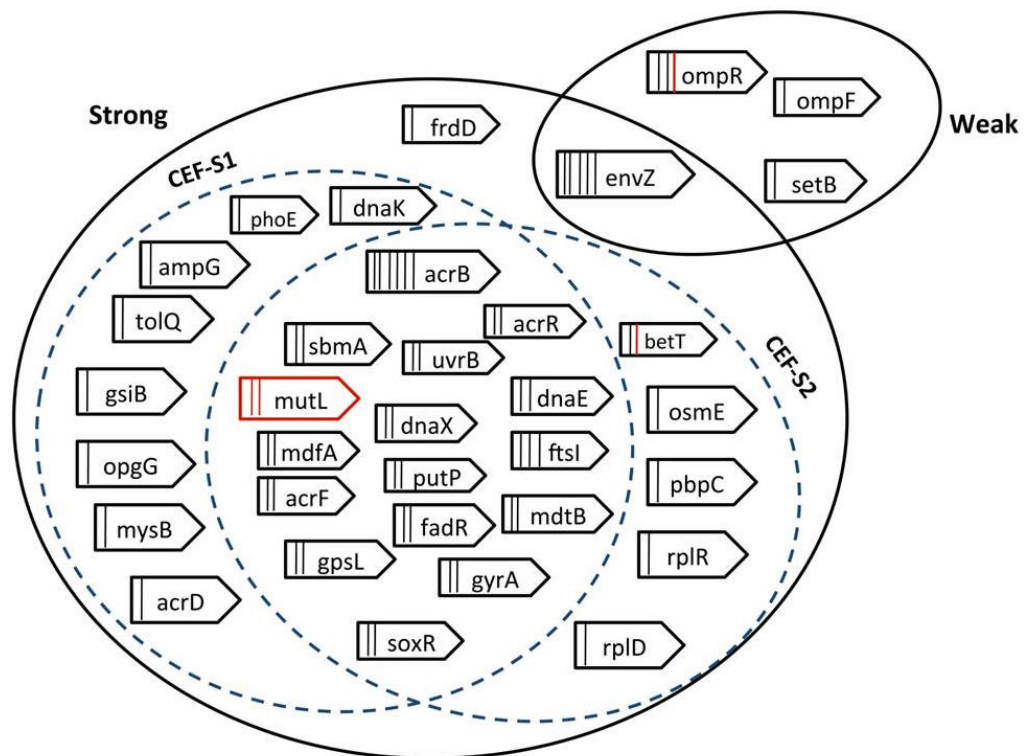 ompR
ompF
Strong
frdD
Weak
CEF-S1
envZ
setB
phoE
dnaK
ampG
acrB
tolQ
acrR
sbmA
uvrB
betT
CEF-S2
gsiB
mutL
dnaE
osmE
dnaX
mdfA
ftsI
opgG
putP
pbpC
acrF
mysB
fadR
mdtB
gpsL
rplR
gyrA
acrD
soxR
rplD